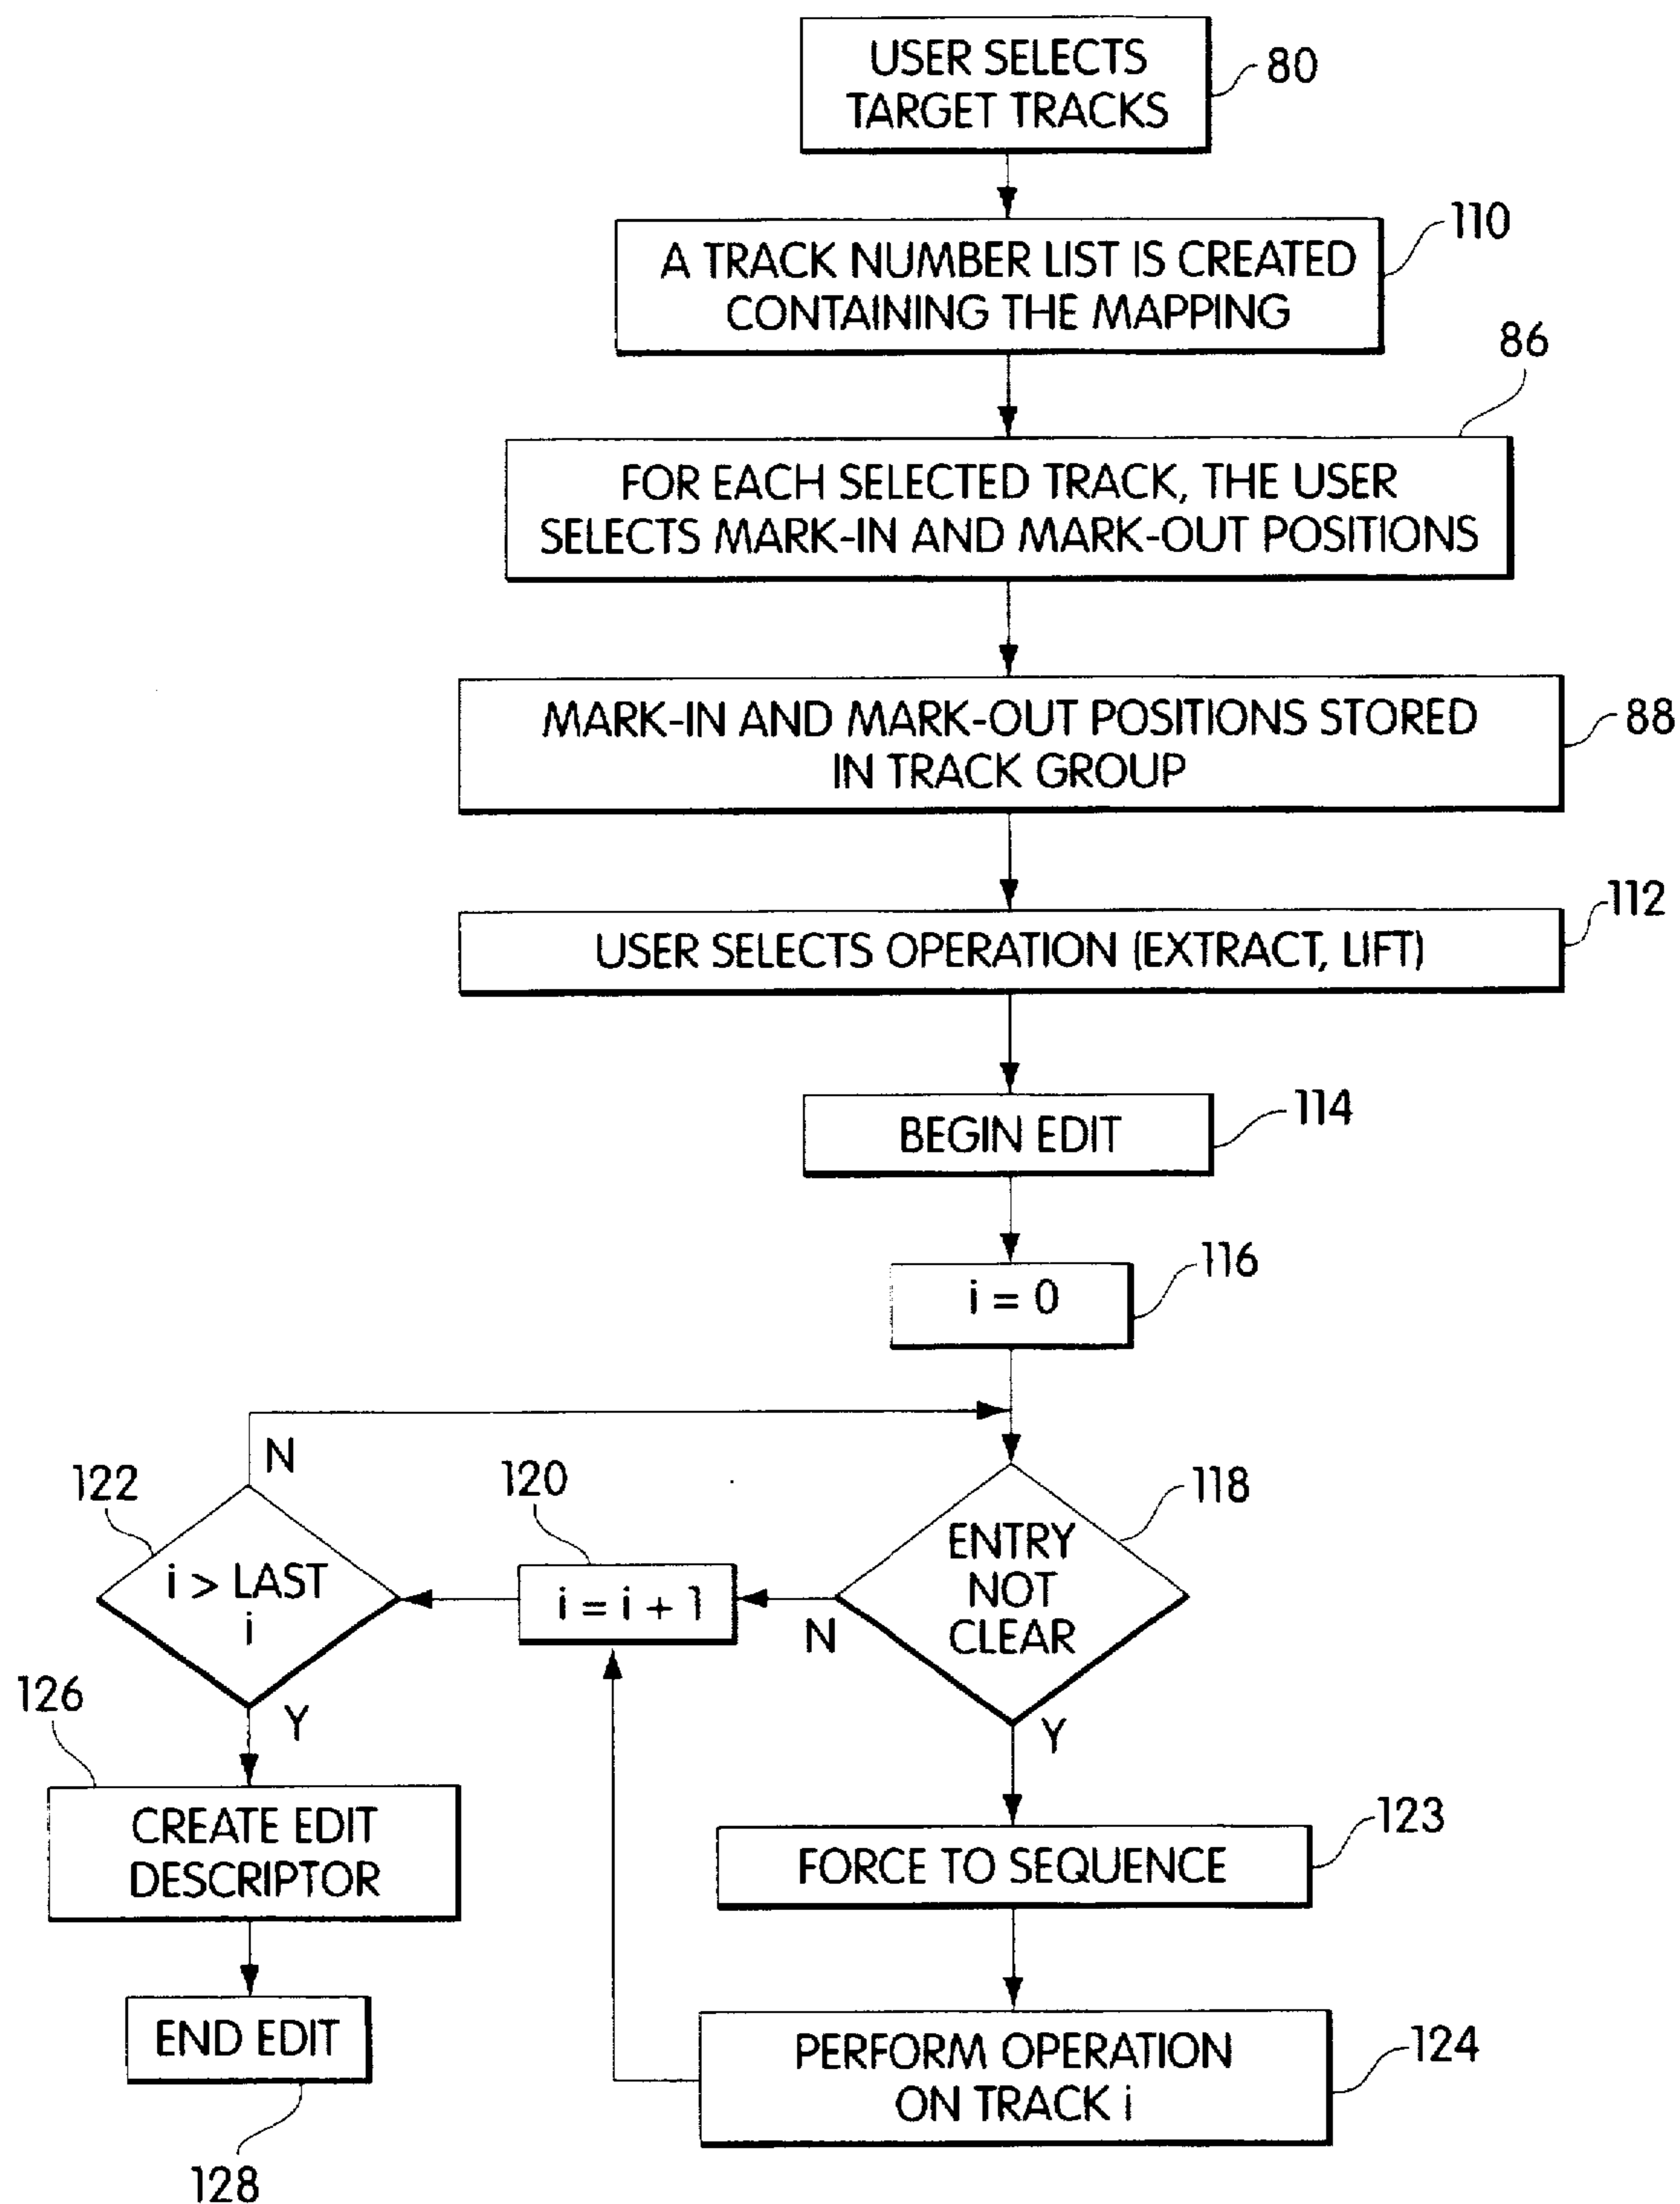 USER SELECTS
TARGET TRACKS
80
A TRACK NUMBER LIST IS CREATED
CONTAINING THE MAPPING
110
86
FOR EACH SELECTED TRACK, THE USER
SELECTS MARK-IN AND MARK-OUT POSITIONS
MARK-IN AND MARK-OUT POSITIONS STORED
IN TRACK GROUP
88
USER SELECTS OPERATION (EXTRACT, LIFT)
112
BEGIN EDIT
114
i = 0
116
N
122
i > LAST
i
120
i = i + 1
N
118
ENTRY
NOT
CLEAR
Y
Y
126
CREATE EDIT
DESCRIPTOR
FORCE TO SEQUENCE
123
END EDIT
128
PERFORM OPERATION
ON TRACK i
124